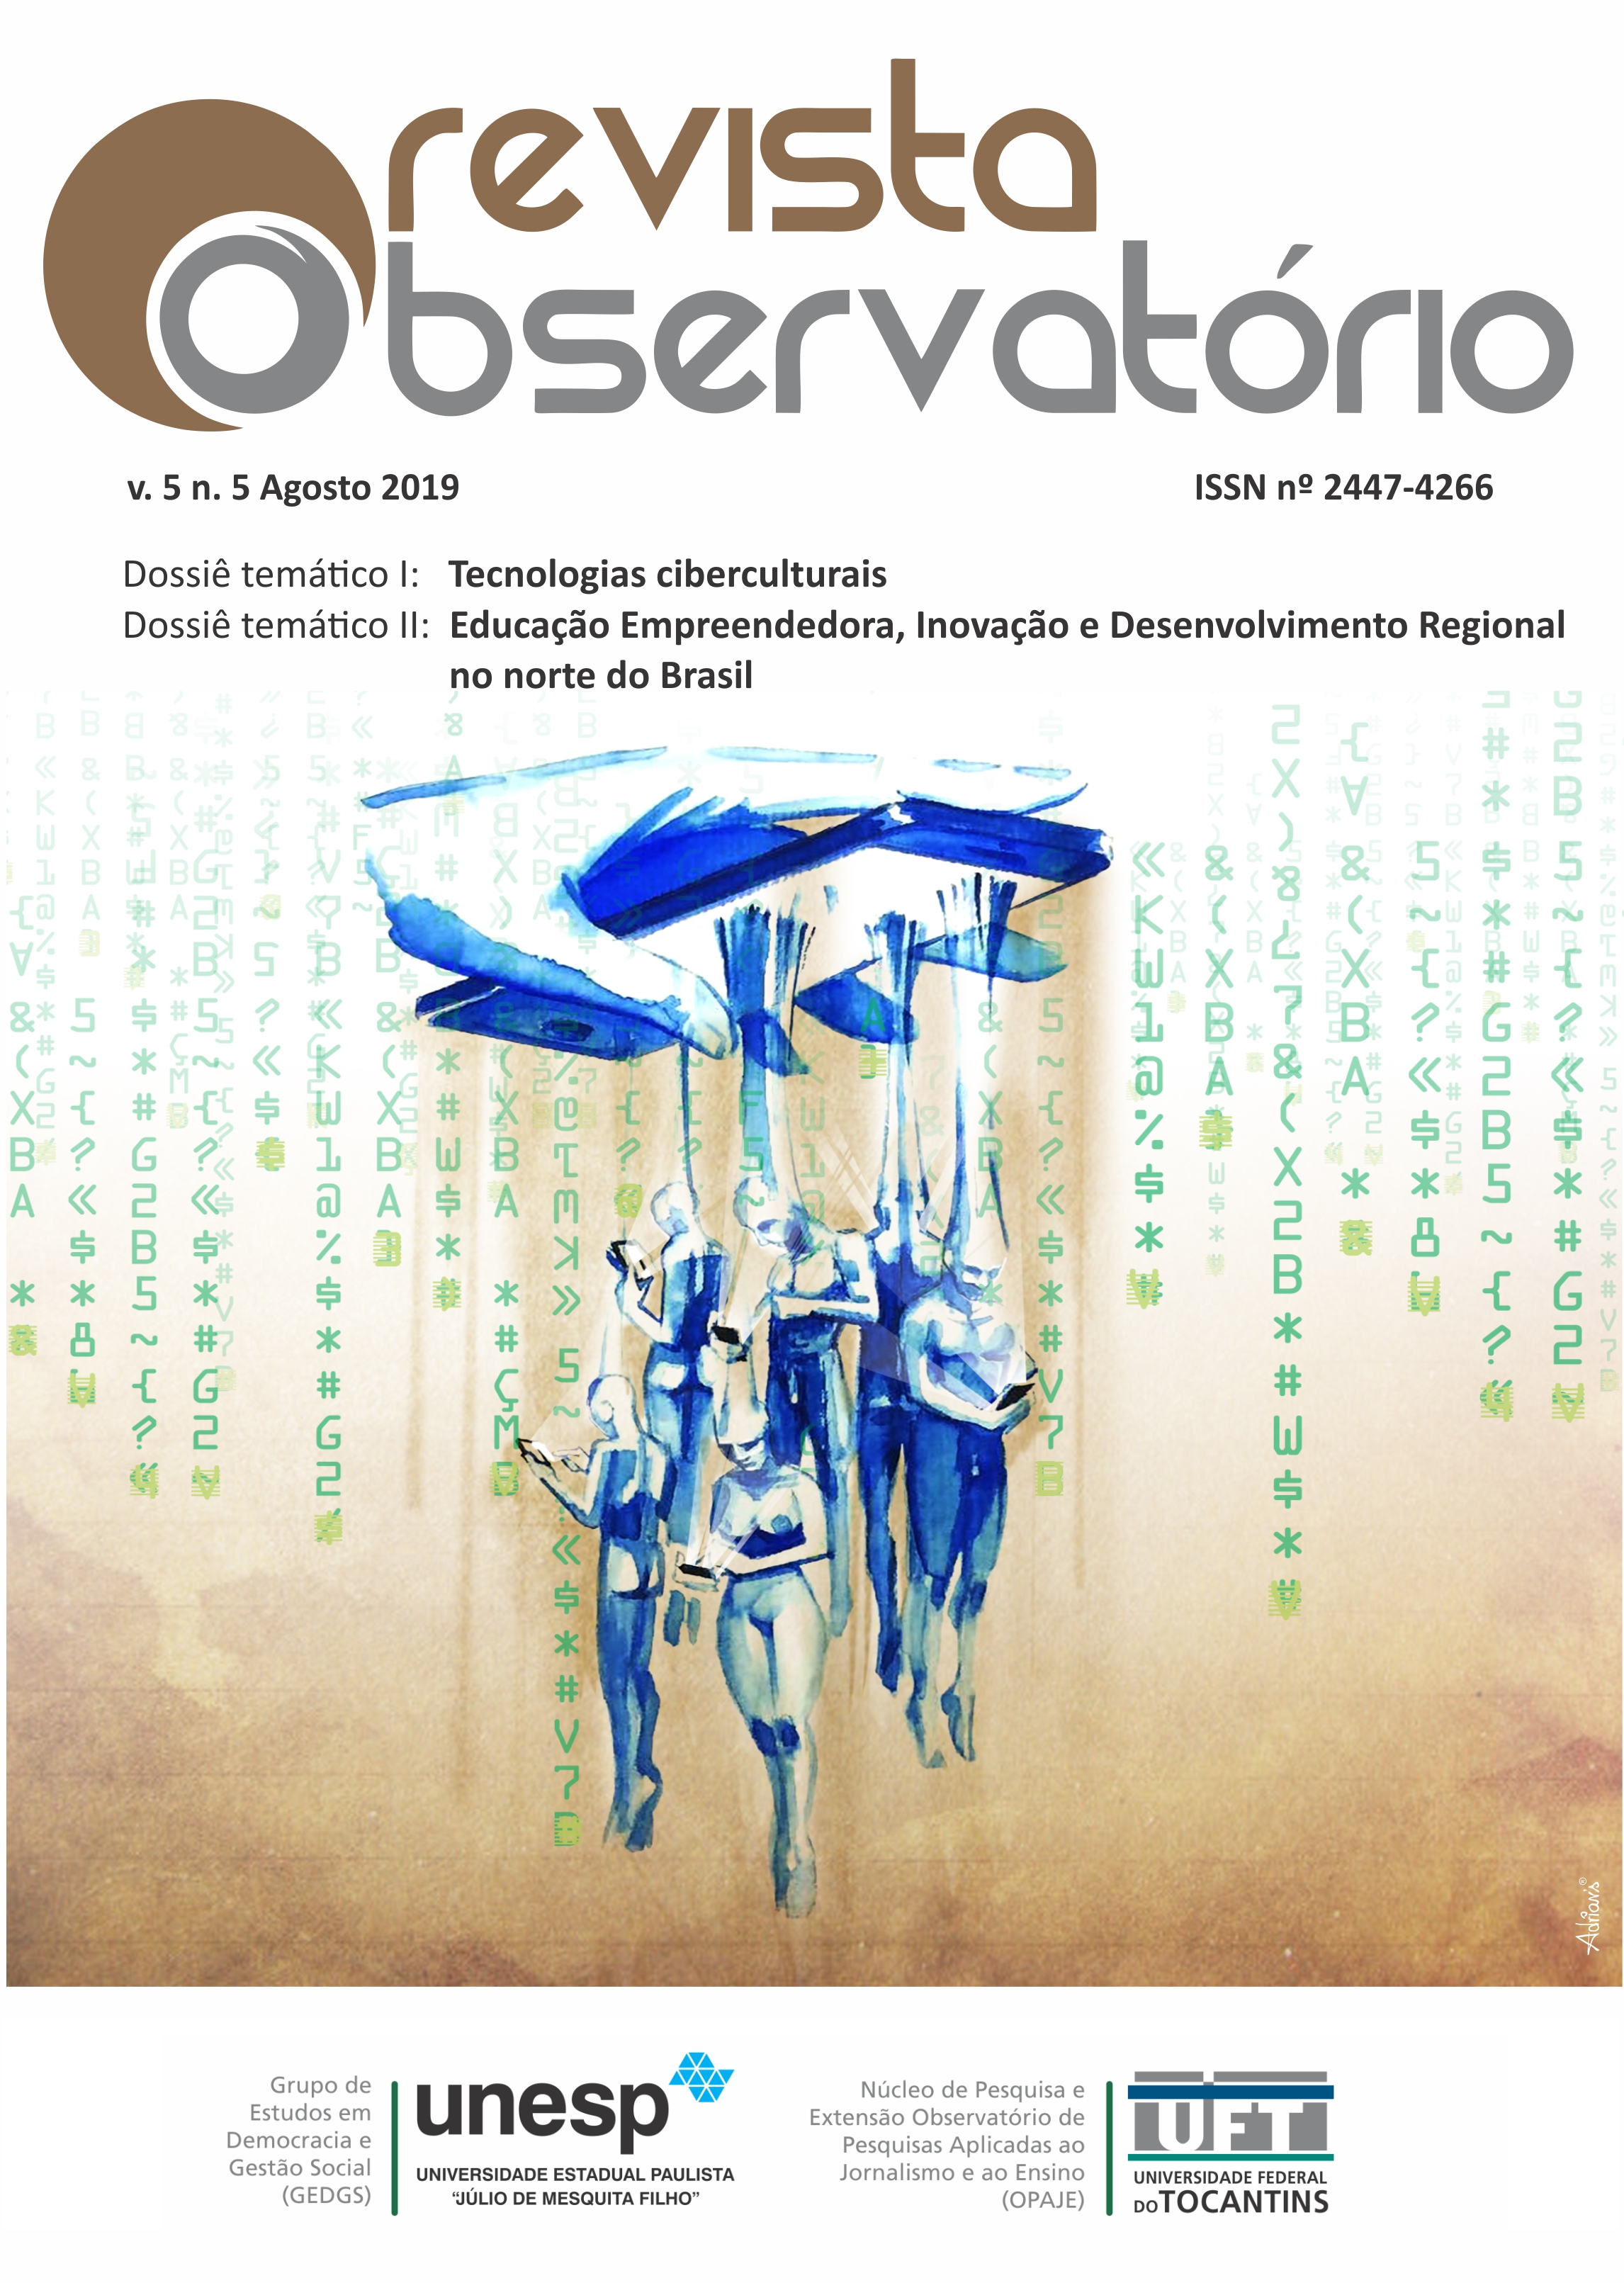 revista
Observatório
v. 5 n. 5 Agosto 2019
ISSN nº 2447-4266
Dossiê temático I: Tecnologias ciberculturais
Dossiê temático II: Educação Empreendedora, Inovação e Desenvolvimento Regional
no norte do Brasil
Adriavis®
Grupo de
Estudos em
Democracia e
Gestão Social
(GEDGS)
unesp
UNIVERSIDADE ESTADUAL PAULISTA
“JÚLIO DE MESQUITA FILHO”
Núcleo de Pesquisa e
Extensão Observatório de
Pesquisas Aplicadas ao
Jornalismo e ao Ensino
(OPAJE)
UFT
UNIVERSIDADE FEDERAL
DO TOCANTINS